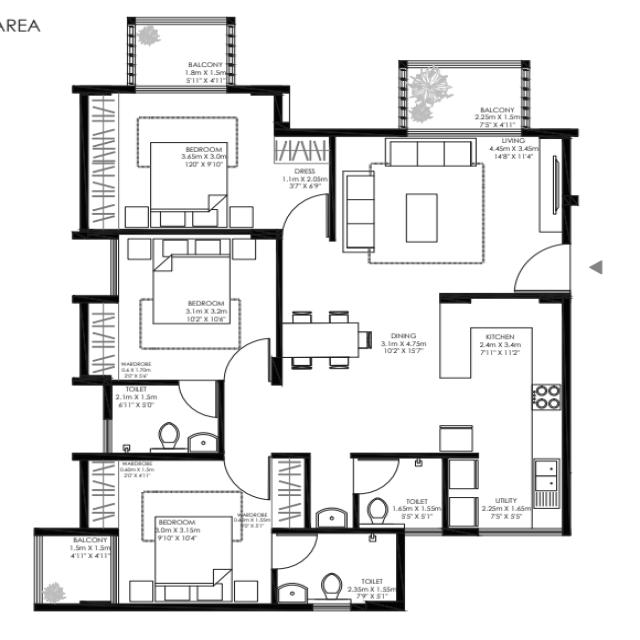 AREA
BALCONY
1.8m X 1.5m
5'11" X 4'11"
BALCONY
2.25m X 1.5m
7'5" X 4'11"
LIVING
4.45m X 3.45m
14'8" X 11'4"
BEDROOM
3.65m X 3.0m
120" X 9'10"
DRESS
1.1m X 2.05m
3'7" X 6'9"
BEDROOM
3.1m X 3.2m
10'2" X 10'6"
DINING
3.1m X 4.75m
10'2" X 15'7"
KITCHEN
2.4m X 3.4m
7'11" X 11'2"
WARDROBE
0.6 X 1.70m
2'0" X 5'6"
TOILET
2.1m X 1.5m
6'11" X 5'0"
WARDROBE
0.60m X 1.5m
2'0" X 4'11"
WARDROBE
0.60m X 1.55m
2'0" X 5'1"
BEDROOM
3.0m X 3.15m
9'10" X 10'4"
TOILET
1.65m X 1.55m
5'5" X 5'1"
UTILITY
2.25m X 1.65m
7'5" X 5'5"
BALCONY
1.5m X 1.5m
4'11" X 4'11"
TOILET
2.35m X 1.55m
7'9" X 5'1"